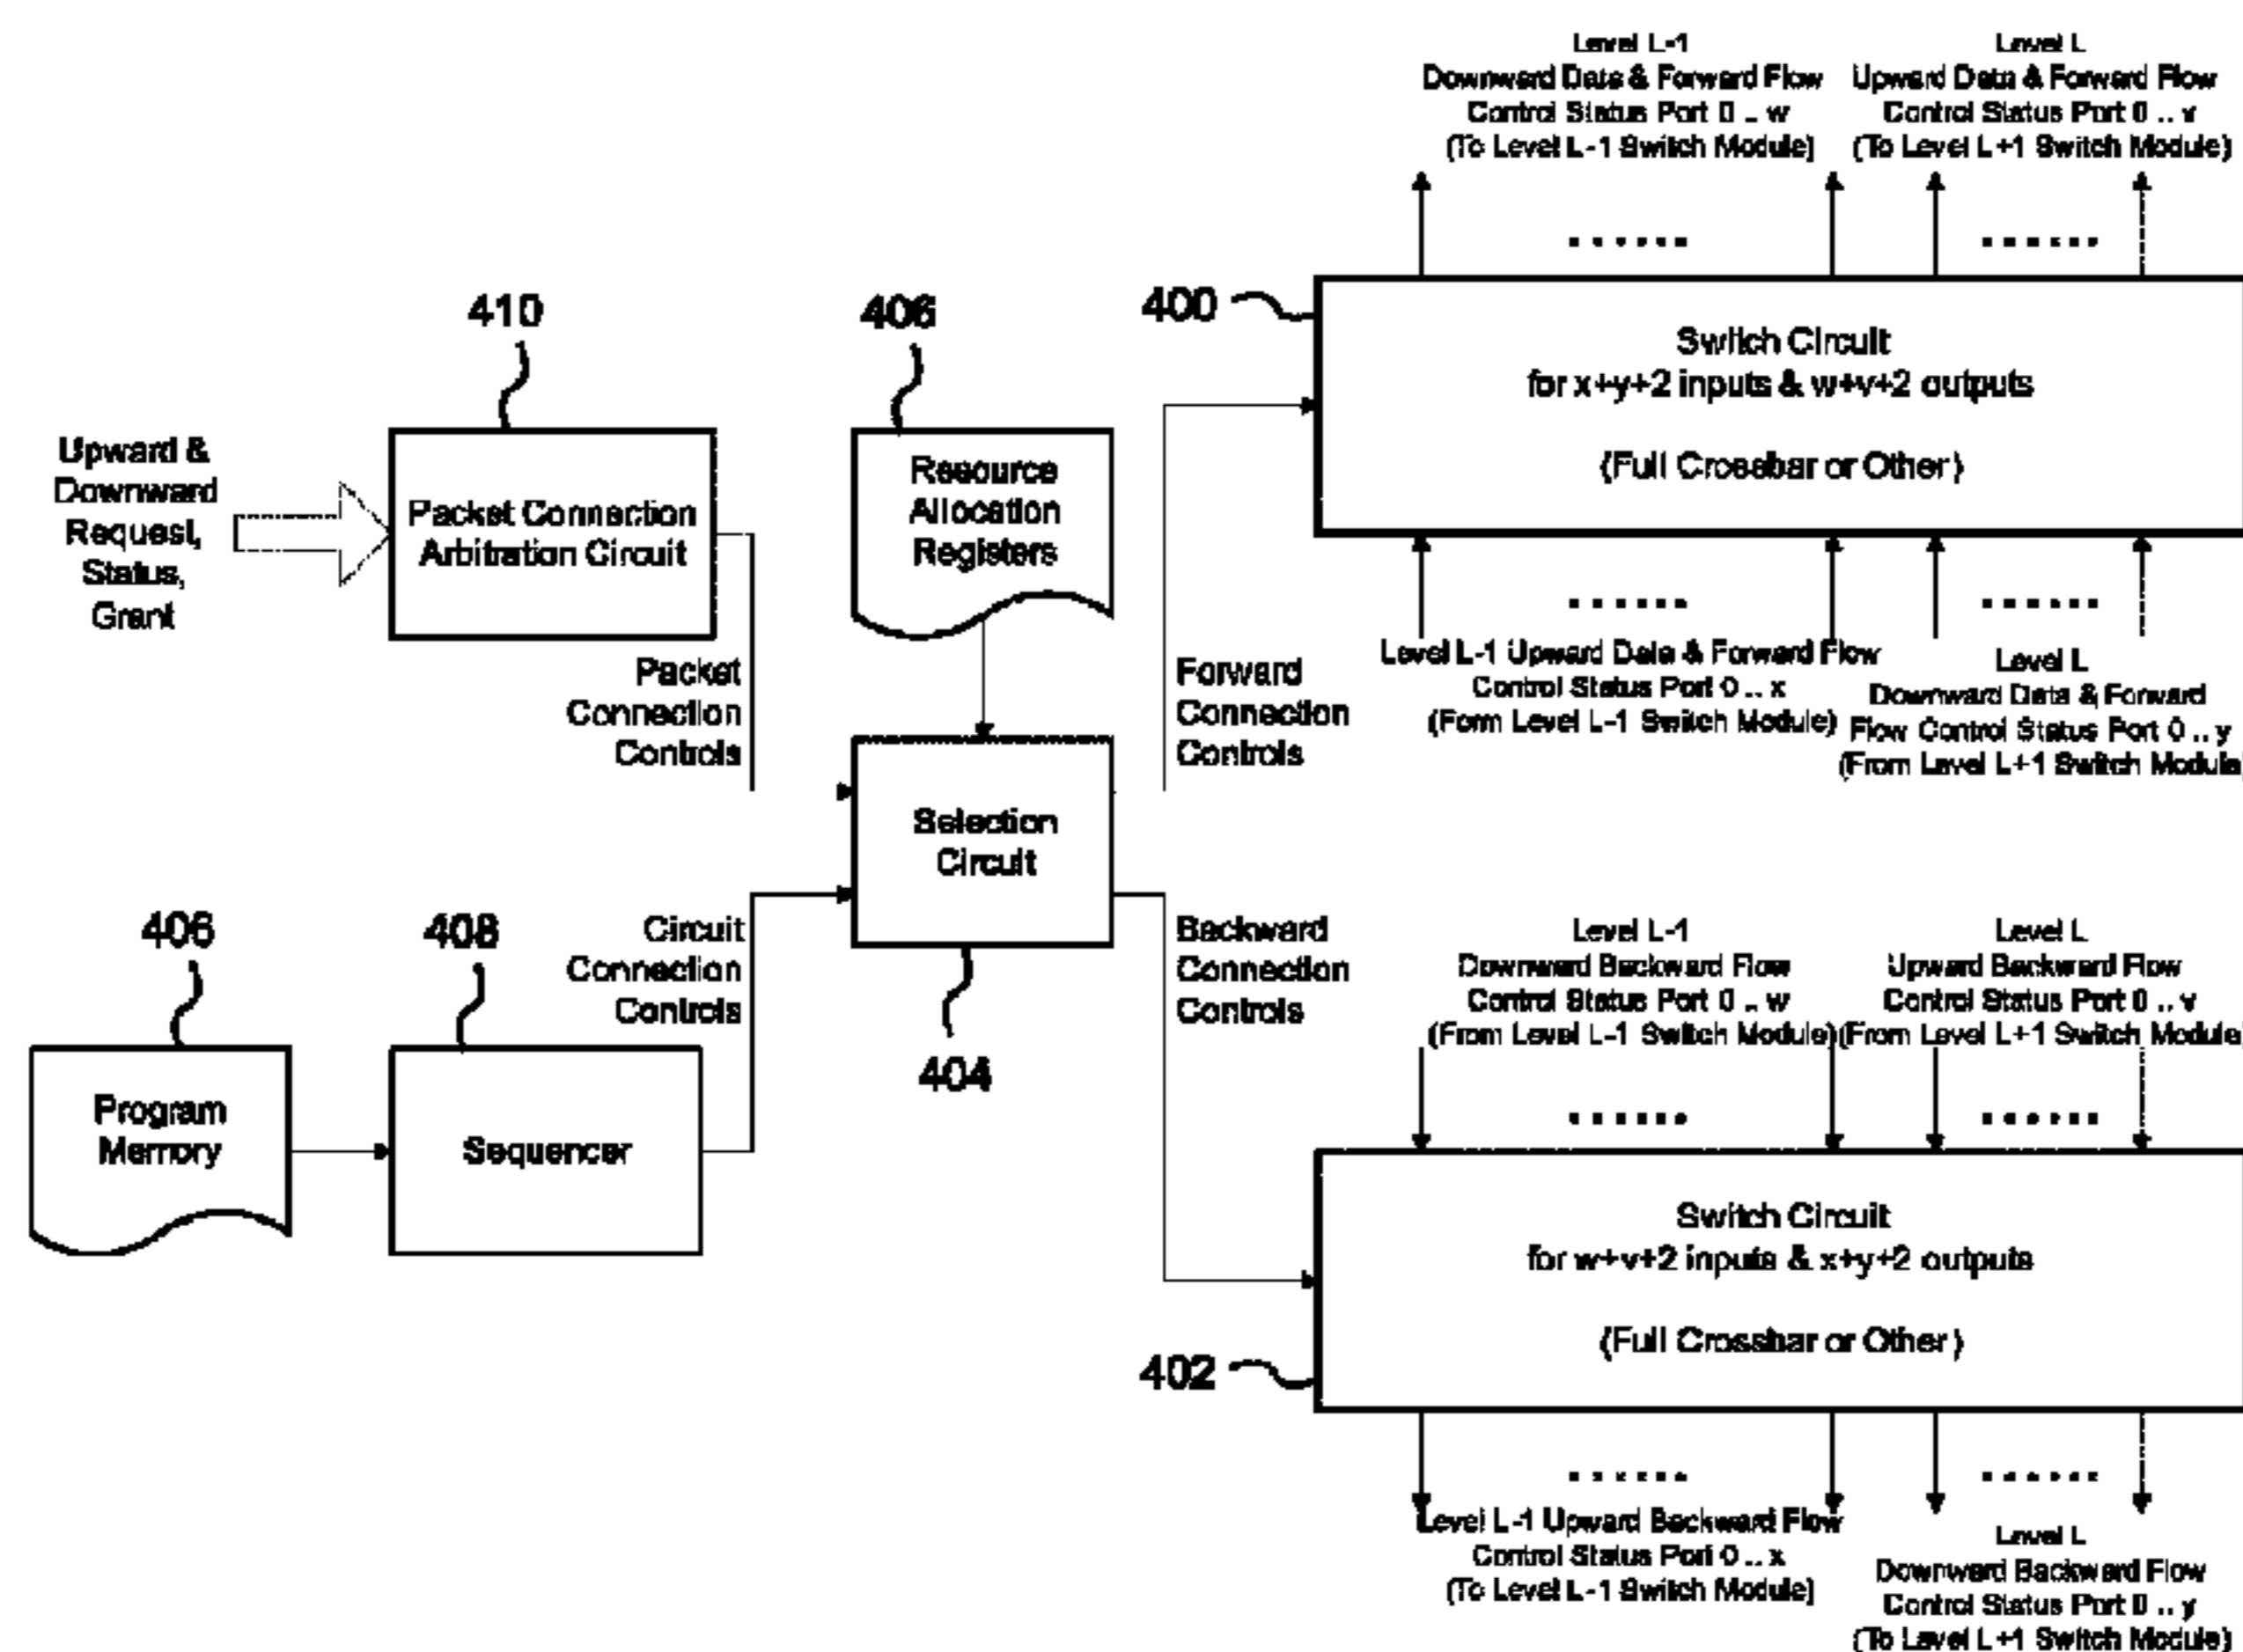 Level L-1
Downward Data & Forward Flow
Control Status Port 0 .. w
(To Level L-1 Switch Module)
Level L
Upward Data & Forward Flow
Control Status Port 0 .. v
(To Level L+1 Switch Module)
......
......
400
Switch Circuit
for x+y+2 inputs & w+v+2 outputs
(Full Crossbar or Other)
......
......
Level L-1 Upward Data & Forward Flow
Control Status Port 0 .. x
(Form Level L-1 Switch Module)
Level L
Downward Data & Forward
Flow Control Status Port 0 .. y
(From Level L+1 Switch Module)
410
406
Upward &
Downward
Request,
Status,
Grant
Packet Connection
Arbitration Circuit
Resource
Allocation
Registers
Packet
Connection
Controls
Forward
Connection
Controls
Selection
Circuit
404
406
408
Circuit
Connection
Controls
Backward
Connection
Controls
Program
Memory
Sequencer
Level L-1
Downward Backward Flow
Control Status Port 0 .. w
(From Level L-1 Switch Module)
Level L
Upward Backward Flow
Control Status Port 0 .. v
(From Level L+1 Switch Module)
......
......
Switch Circuit
for w+v+2 inputs & x+y+2 outputs
(Full Crossbar or Other)
402
......
......
Level L-1 Upward Backward Flow
Control Status Port 0 .. x
(To Level L-1 Switch Module)
Level L
Downward Backward Flow
Control Status Port 0 .. y
(To Level L+1 Switch Module)